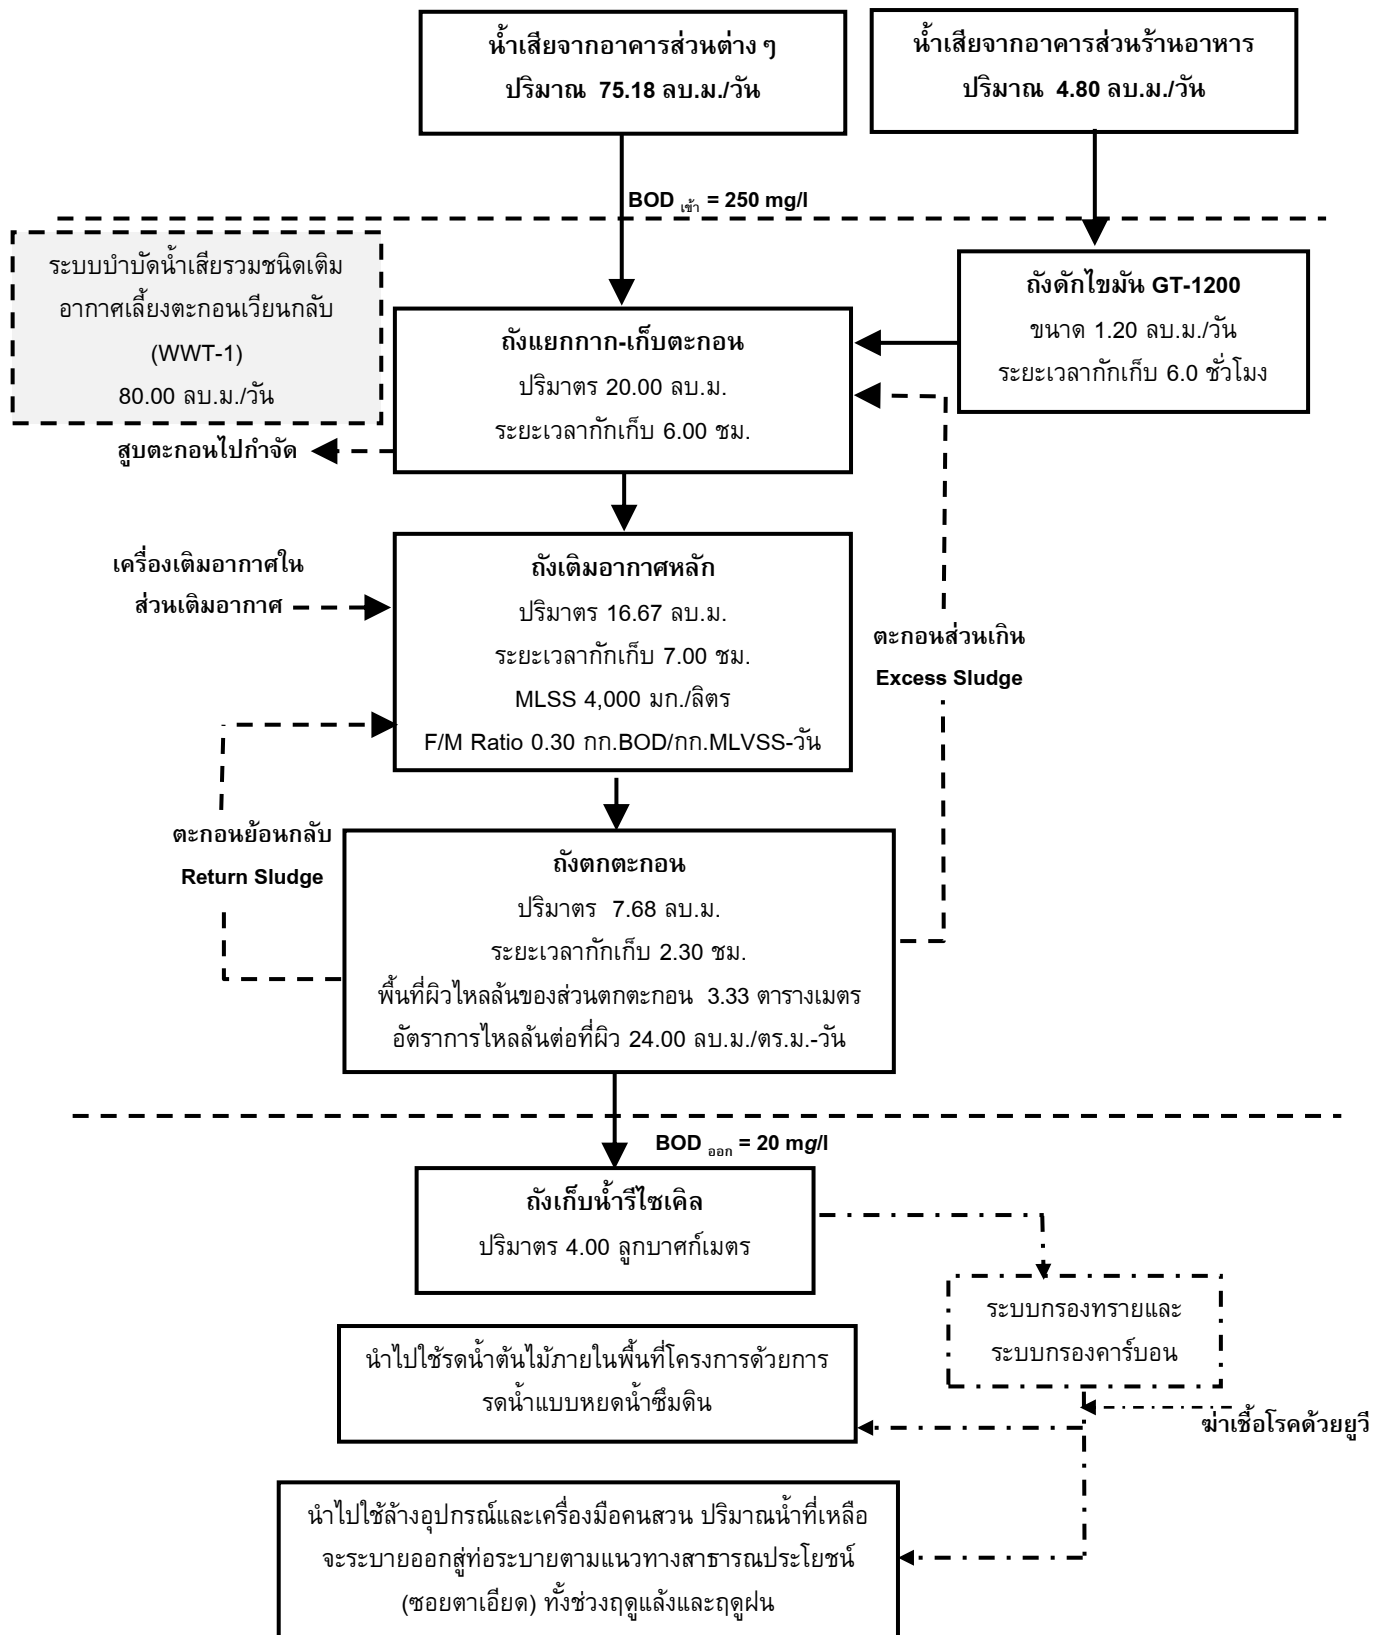 น้ำเสียจากอาคารส่วนต่าง ๆ
ปริมาณ 75.18 ลบ.ม./วัน
น้ำเสียจากอาคารส่วนร้านอาหาร
ปริมาณ 4.80 ลบ.ม./วัน
BOD เข้า = 250 mg/l
ระบบบำบัดน้ำเสียรวมชนิดเติม
อากาศเลี้ยงตะกอนเวียนกลับ
(WWT-1)
80.00 ลบ.ม./วัน
ถังดักไขมัน GT-1200
ขนาด 1.20 ลบ.ม./วัน
ระยะเวลากักเก็บ 6.0 ชั่วโมง
ถังแยกกาก-เก็บตะกอน
ปริมาตร 20.00 ลบ.ม.
ระยะเวลากักเก็บ 6.00 ชม.
สูบตะกอนไปกำจัด
เครื่องเติมอากาศใน
ส่วนเติมอากาศ
ถังเติมอากาศหลัก
ปริมาตร 16.67 ลบ.ม.
ระยะเวลากักเก็บ 7.00 ชม.
MLSS 4,000 มก./ลิตร
F/M Ratio 0.30 กก.BOD/กก.MLVSS-วัน
ตะกอนส่วนเกิน
Excess Sludge
ตะกอนย้อนกลับ
Return Sludge
ถังตกตะกอน
ปริมาตร 7.68 ลบ.ม.
ระยะเวลากักเก็บ 2.30 ชม.
พื้นที่ผิวไหลล้นของส่วนตกตะกอน 3.33 ตารางเมตร
อัตราการไหลล้นต่อที่ผิว 24.00 ลบ.ม./ตร.ม.-วัน
BOD ออก = 20 mg/l
ถังเก็บน้ำรีไซเคิล
ปริมาตร 4.00 ลูกบาศก์เมตร
ระบบกรองทรายและ
ระบบกรองคาร์บอน
นำไปใช้รดน้ำต้นไม้ภายในพื้นที่โครงการด้วยการ
รดน้ำแบบหยดน้ำซึมดิน
ฆ่าเชื้อโรคด้วยยูวี
นำไปใช้ล้างอุปกรณ์และเครื่องมือคนสวน ปริมาณน้ำที่เหลือ
จะระบายออกสู่ท่อระบายตามแนวทางสาธารณประโยชน์
(ซอยตาเอียด) ทั้งช่วงฤดูแล้งและฤดูฝน